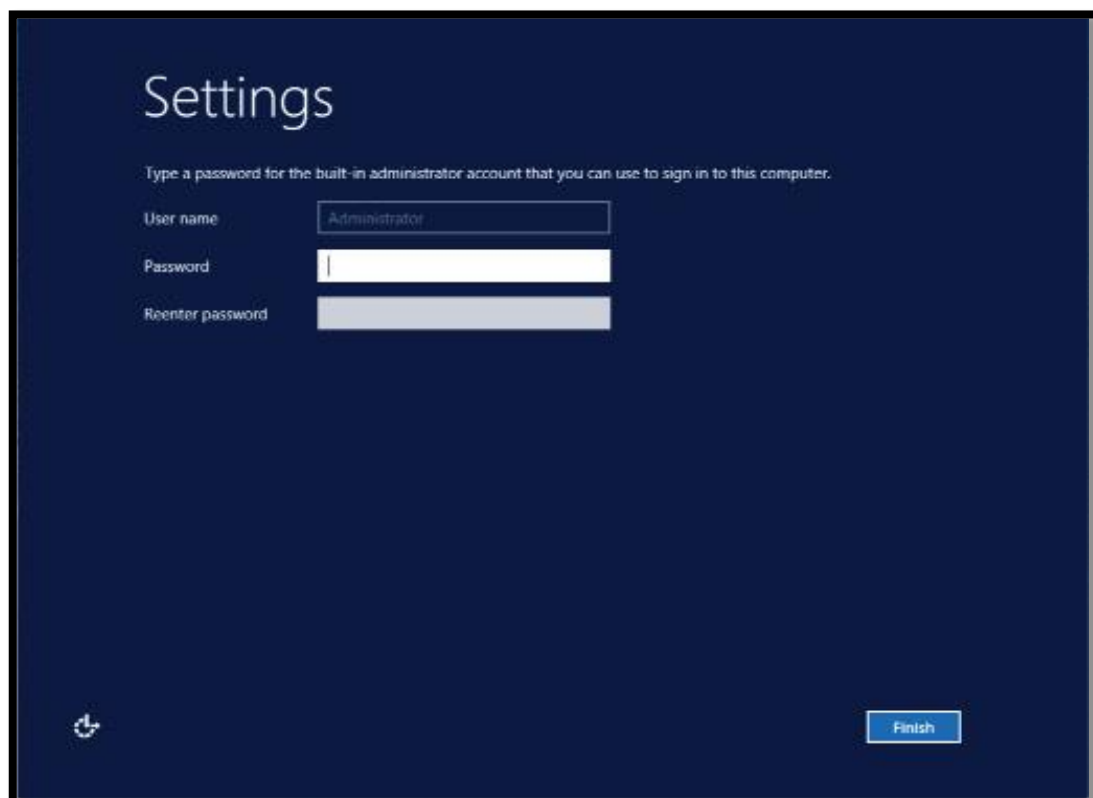 Settings
Type a password for the built-in administrator account that you can use to sign in to this computer.
User name
Administrator
Password
Reenter password
Finish